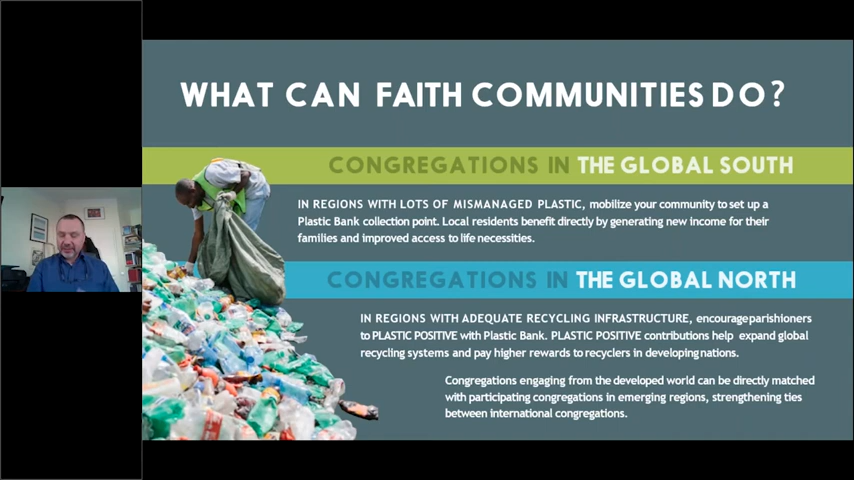 WHAT CAN FAITH COMMUNITIES DO?
CONGREGATIONS IN THE GLOBAL SOUTH
IN REGIONS WITH LOTS OF MISMANAGED PLASTIC, mobilize your community to set up a
Plastic Bank collection point. Local residents benefit directly by generating new income for their
families and improved access to life necessities.
CONGREGATIONS IN THE GLOBAL NORTH
IN REGIONS WITH ADEQUATE RECYCLING INFRASTRUCTURE, encourage parishioners
to PLASTIC POSITIVE with Plastic Bank. PLASTIC POSITIVE contributions help expand global
recycling systems and pay higher rewards to recyclers in developing nations.
Congregations engaging from the developed world can be directly matched
with participating congregations in emerging regions, strengthening ties
between international congregations.